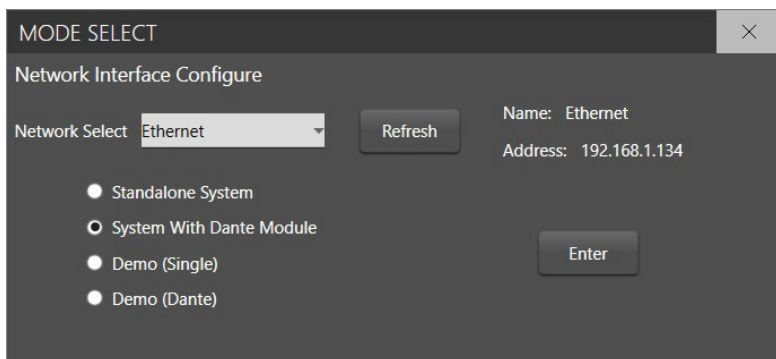 MODE SELECT
Network Interface Configure
Network Select Ethernet Refresh
Name: Ethernet
Address: 192.168.1.134
Standalone System
System With Dante Module
Demo (Single)
Demo (Dante)
Enter